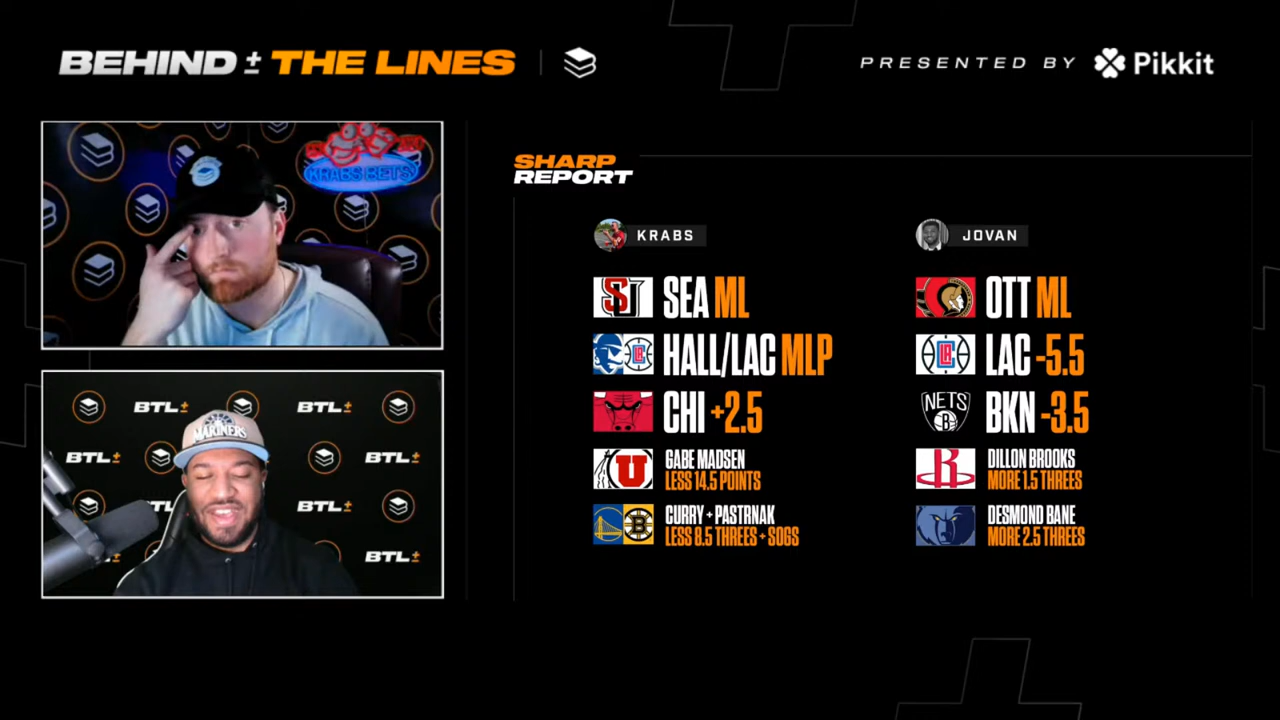 BEHIND ± THE LINES
PRESENTED BY Pikkit
KRABS BETS
BTL±
BTL±
MARINERS
BTL±
BTL±
TL±
BTL±
BTL±
SHARP
REPORT
KRABS
SEA ML
HALL/LAC MLP
CHI +2.5
U
GABE MADSEN
LESS 14.5 POINTS
B
CURRY + PASTRNAK
LESS 8.5 THREES + SOGS
JOVAN
OTT ML
LAC -5.5
NETS
B
BKN -3.5
R
DILLON BROOKS
MORE 1.5 THREES
DESMOND BANE
MORE 2.5 THREES